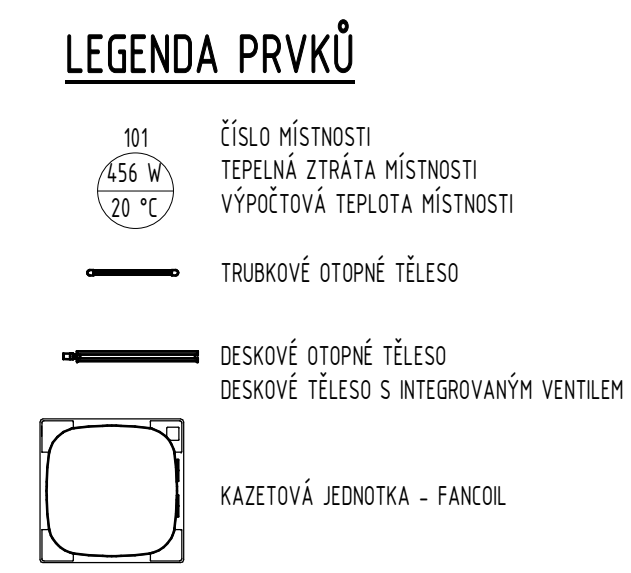 LEGENDA PRVKŮ
101 ČÍSLO MÍSTNOSTI
456 W TEPELNÁ ZTRÁTA MÍSTNOSTI
20 °C VÝPOČTOVÁ TEPLOTA MÍSTNOSTI
TRUBKOVÉ OTOPNÉ TĚLESO
DESKOVÉ OTOPNÉ TĚLESO
DESKOVÉ TĚLESO S INTEGROVANÝM VENTILEM
KAZETOVÁ JEDNOTKA - FANCOIL